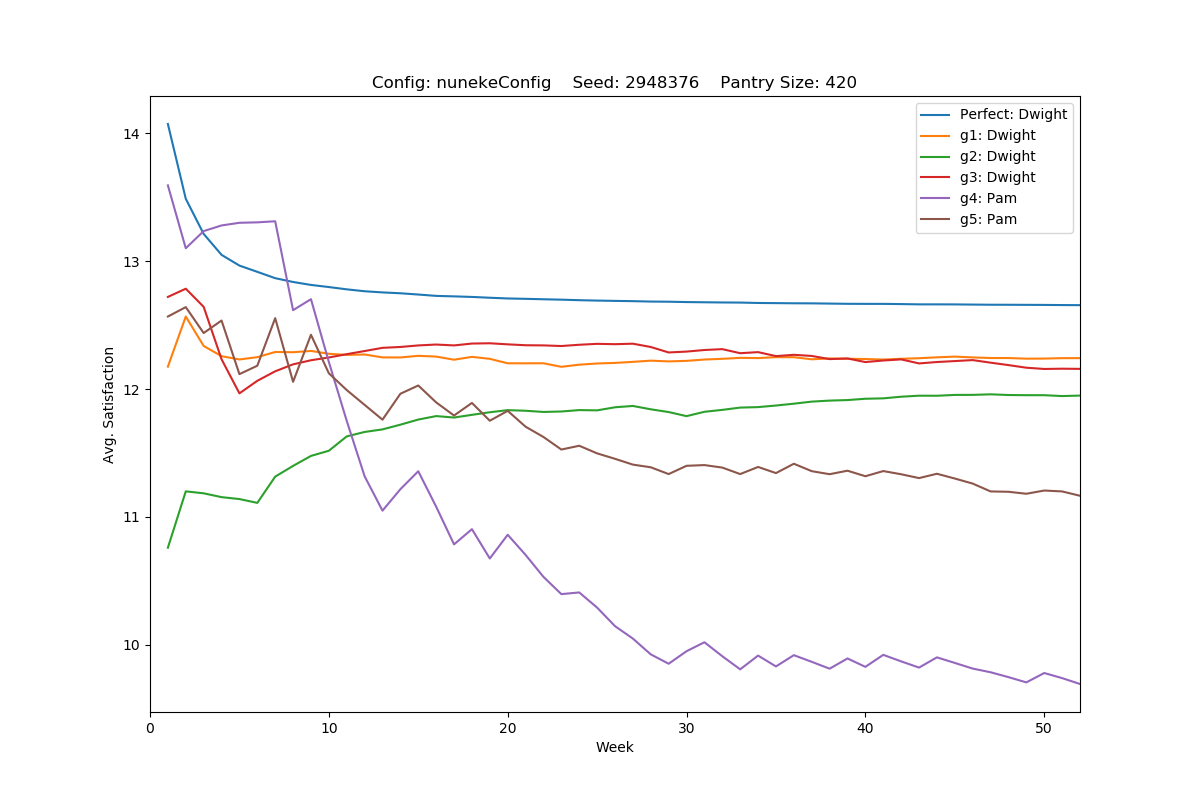 Config: nunekeConfig    Seed: 2948376    Pantry Size: 420
Perfect: Dwight
g1: Dwight
g2: Dwight
g3: Dwight
g4: Pam
g5: Pam
Avg. Satisfaction
14
13
12
11
10
0 10 20 30 40 50
Week